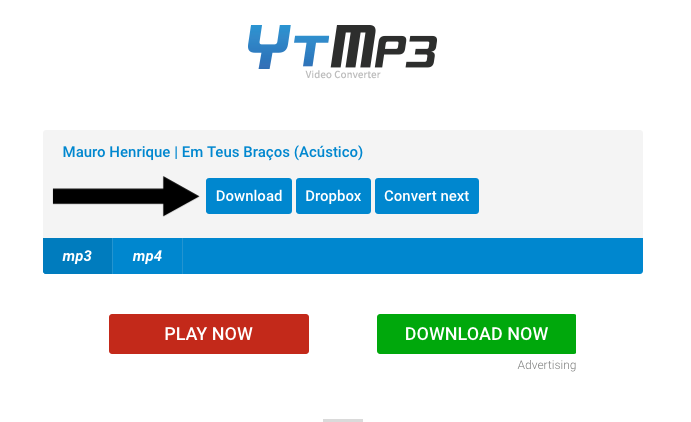 YTMP3
Video Converter
Mauro Henrique | Em Teus Braços (Acústico)
Download Dropbox Convert next
mp3 mp4
PLAY NOW DOWNLOAD NOW
Advertising